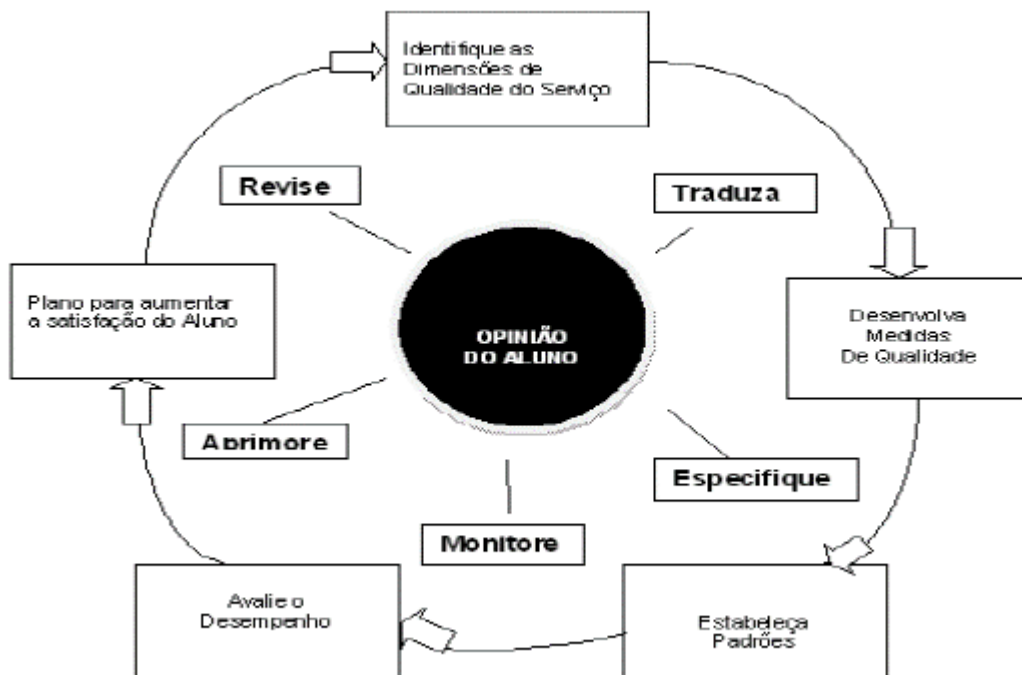 Identifique as
Dimensões de
Qualidade do Serviço
Revise
Traduza
Plano para aumentar
a satisfação do Aluno
OPINIÃO
DO ALUNO
Desenvolva
Medidas
De Qualidade
Aprimore
Especifique
Monitore
Avalie o
Desempenho
Estabeleça
Padrões